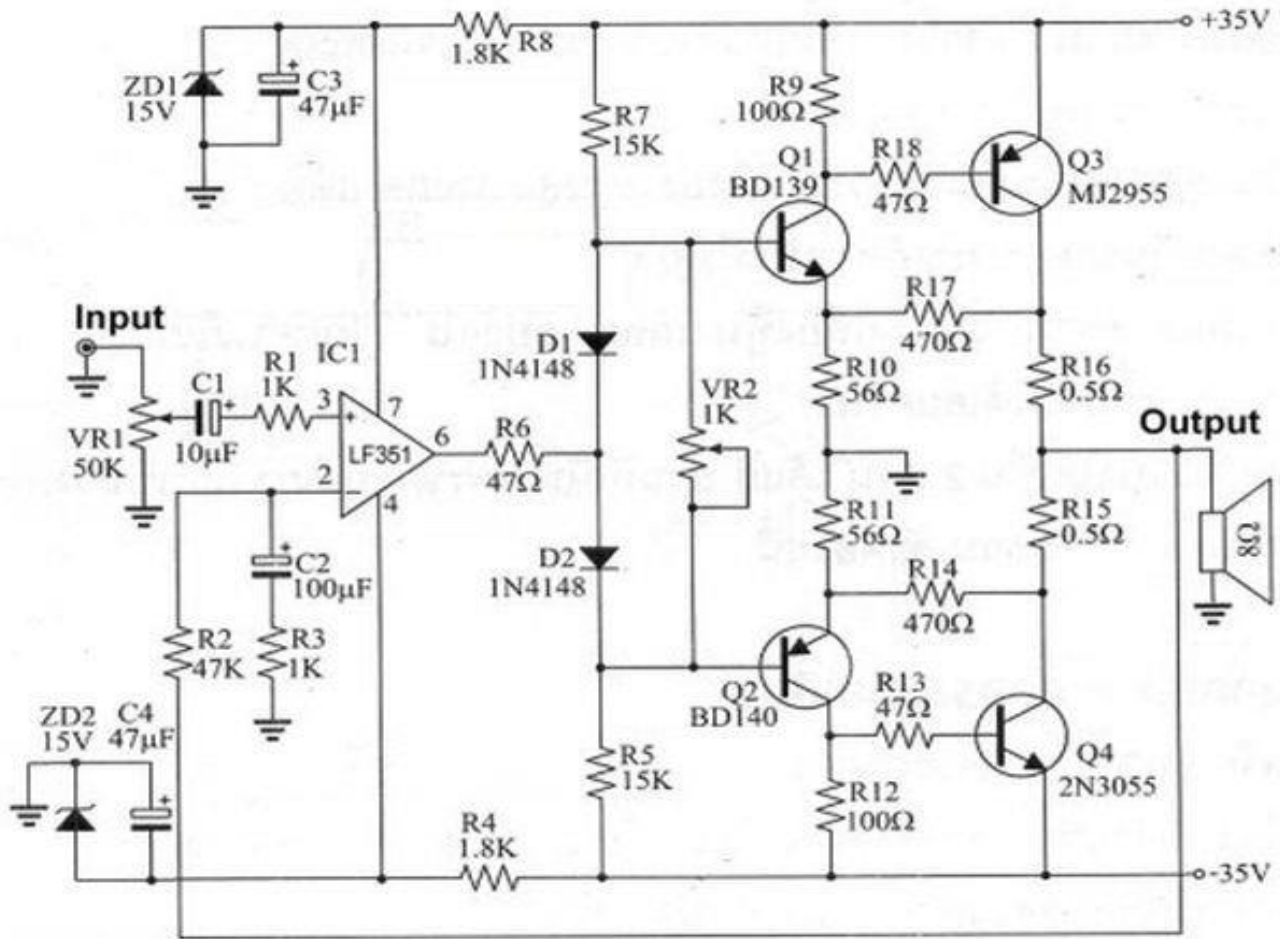 +35V
R8
1.8K
ZD1
15V
C3
47µF
R7
15K
R9
100Ω
Q1
BD139
R18
47Ω
Q3
MJ2955
Input
VR1
50K
C1
10µF
R1
1K
IC1
3
7
LF351
6
2
4
R6
47Ω
D1
1N4148
VR2
1K
R17
470Ω
R10
56Ω
R16
0.5Ω
Output
R11
56Ω
R15
0.5Ω
8Ω
C2
100µF
D2
1N4148
R14
470Ω
R2
47K
R3
1K
Q2
BD140
R13
47Ω
Q4
2N3055
ZD2
15V
C4
47µF
R5
15K
R12
100Ω
R4
1.8K
-35V